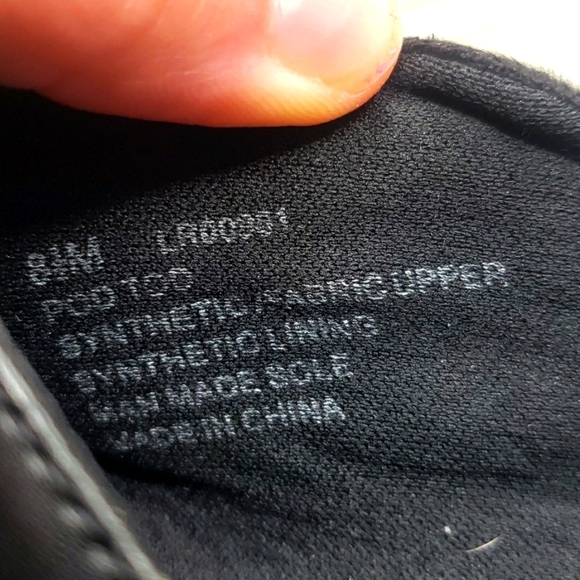 SYNTHETIC / FABRIC UPPER
SYNTHETIC LINING
MAN MADE SOLE
MADE IN CHINA